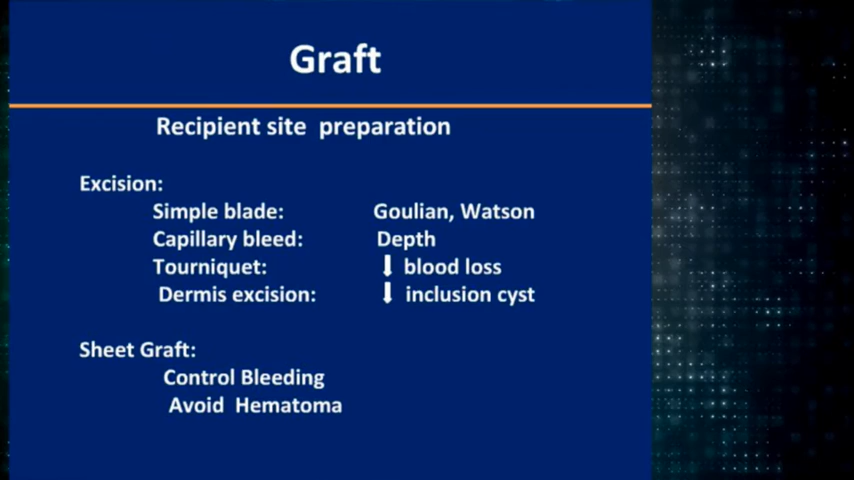 Graft
Recipient site preparation
Excision:
Simple blade: Goulian, Watson
Capillary bleed: Depth
Tourniquet: ⬇ blood loss
Dermis excision: ⬇ inclusion cyst
Sheet Graft:
Control Bleeding
Avoid Hematoma